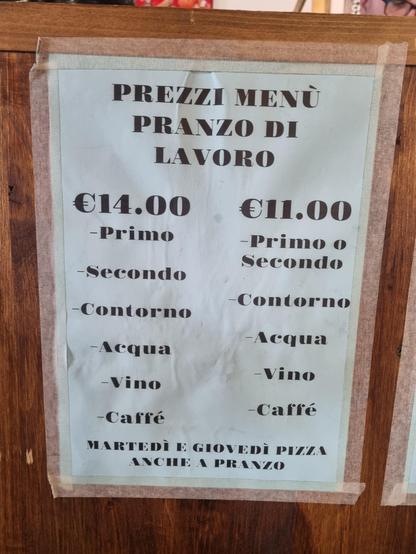 PREZZI MENÙ
PRANZO DI
LAVORO
€14.00
-Primo
-Secondo
-Contorno
-Acqua
-Vino
-Caffé
€11.00
-Primo o
Secondo
-Contorno
-Acqua
-Vino
-Caffé
MARTEDÌ E GIOVEDÌ PIZZA
ANCHE A PRANZO